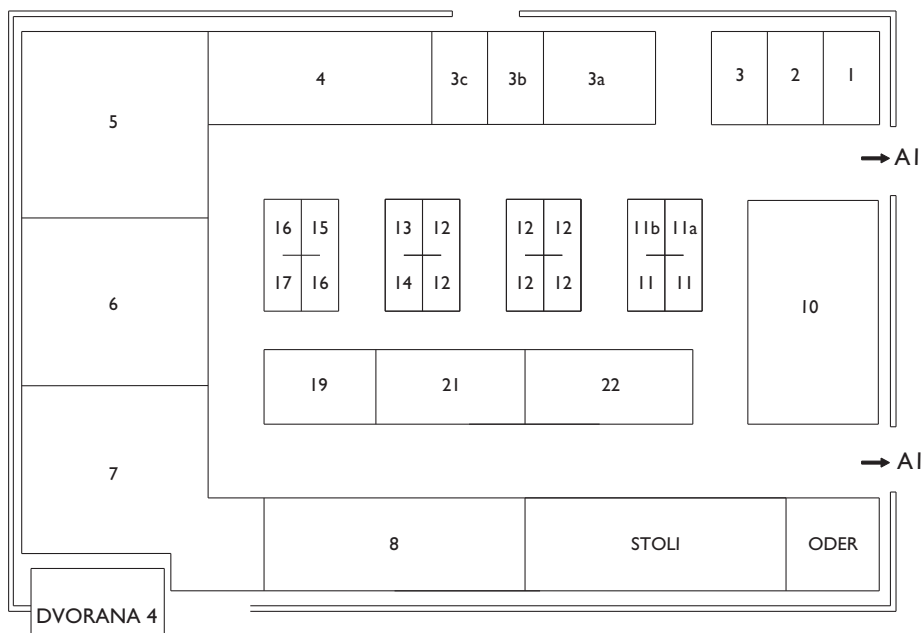 4 3c 3b 3a 3 2 1
5
A1
16 15 13 12 12 12 11b 11a
17 16 14 12 12 12 11 11
6
10
19 21 22
7
A1
8 STOLI ODER
DVORANA 4